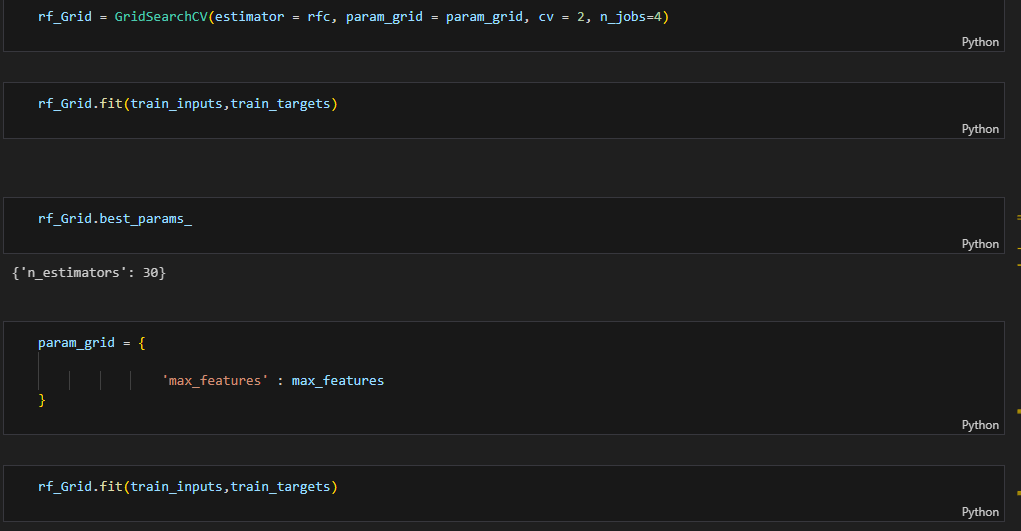 rf_Grid = GridSearchCV(estimator = rfc, param_grid = param_grid, cv = 2, n_jobs=4)
Python
rf_Grid.fit(train_inputs,train_targets)
Python
rf_Grid.best_params_
Python
{'n_estimators': 30}
param_grid = {
'max_features' : max_features
}
Python
rf_Grid.fit(train_inputs,train_targets)
Python